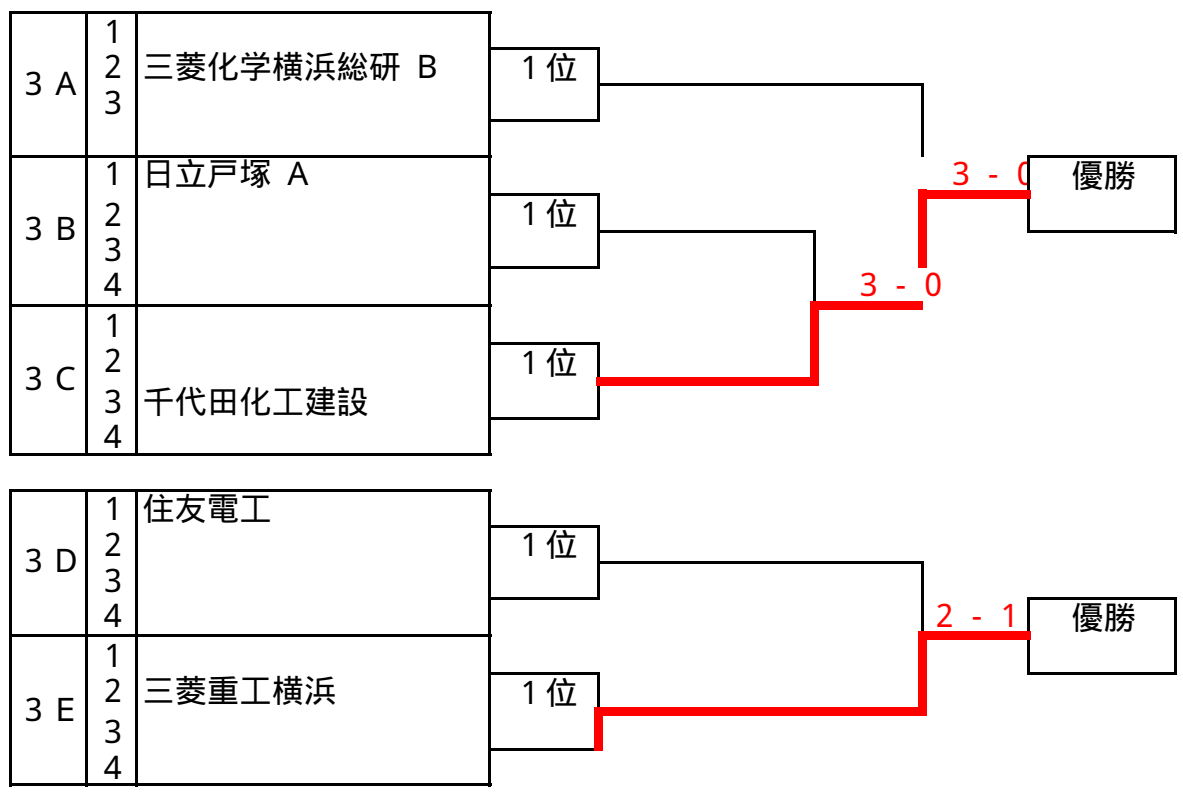 3 A
1
2 三菱化学横浜総研 B
3
1位
3 B
1 日立戸塚 A
2
3
4
1位
3 - 0
優勝
3 - 0
3 C
1
2
3 千代田化工建設
4
1位
3 D
1 住友電工
2
3
4
1位
2 - 1
優勝
3 E
1
2 三菱重工横浜
3
4
1位